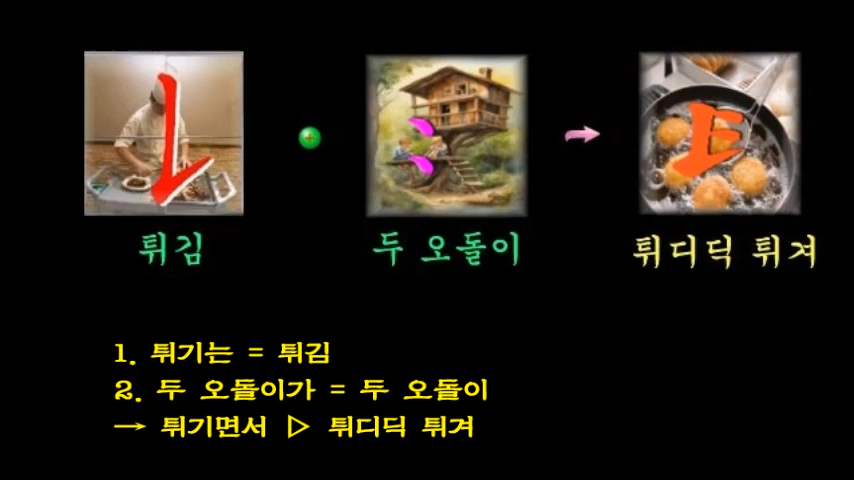 튀김
두 오돌이
튀디딕 튀겨
1. 튀기는 = 튀김
2. 두 오돌이가 = 두 오돌이
→ 튀기면서 ▷ 튀디딕 튀겨